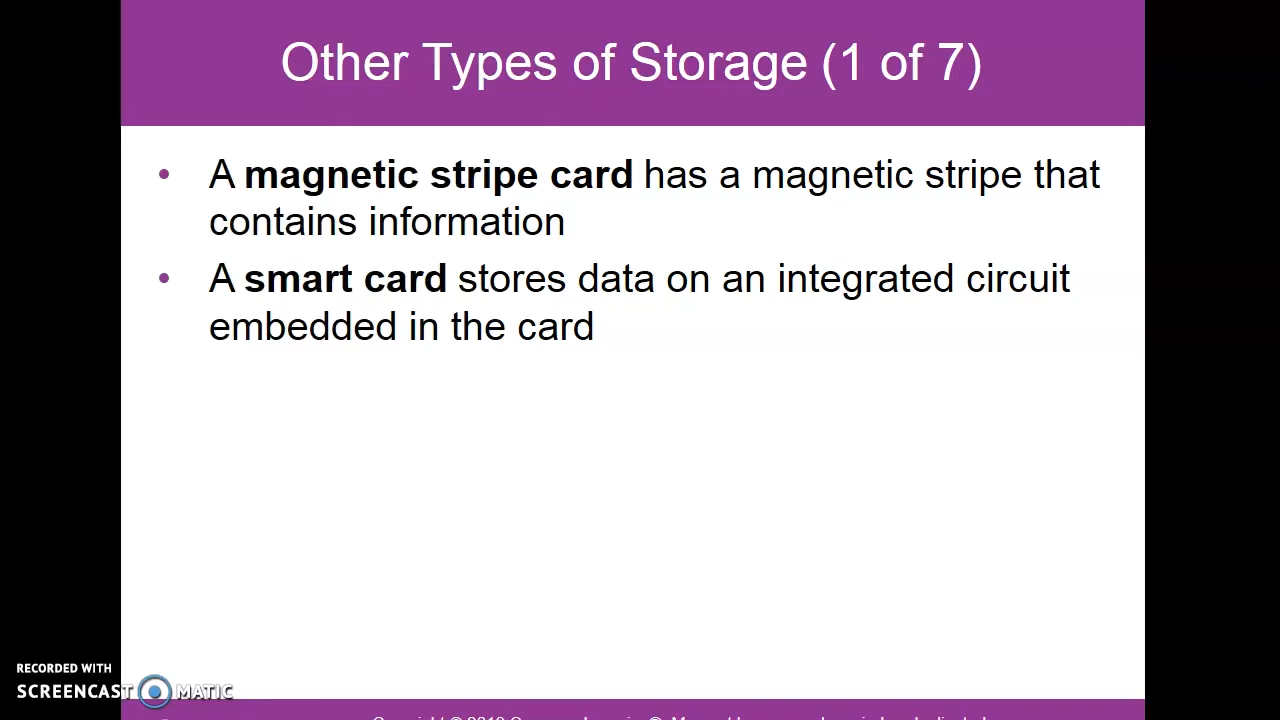 Other Types of Storage (1 of 7)
• A magnetic stripe card has a magnetic stripe that
contains information
• A smart card stores data on an integrated circuit
embedded in the card
RECORDED WITH
SCREENCAST MATIC